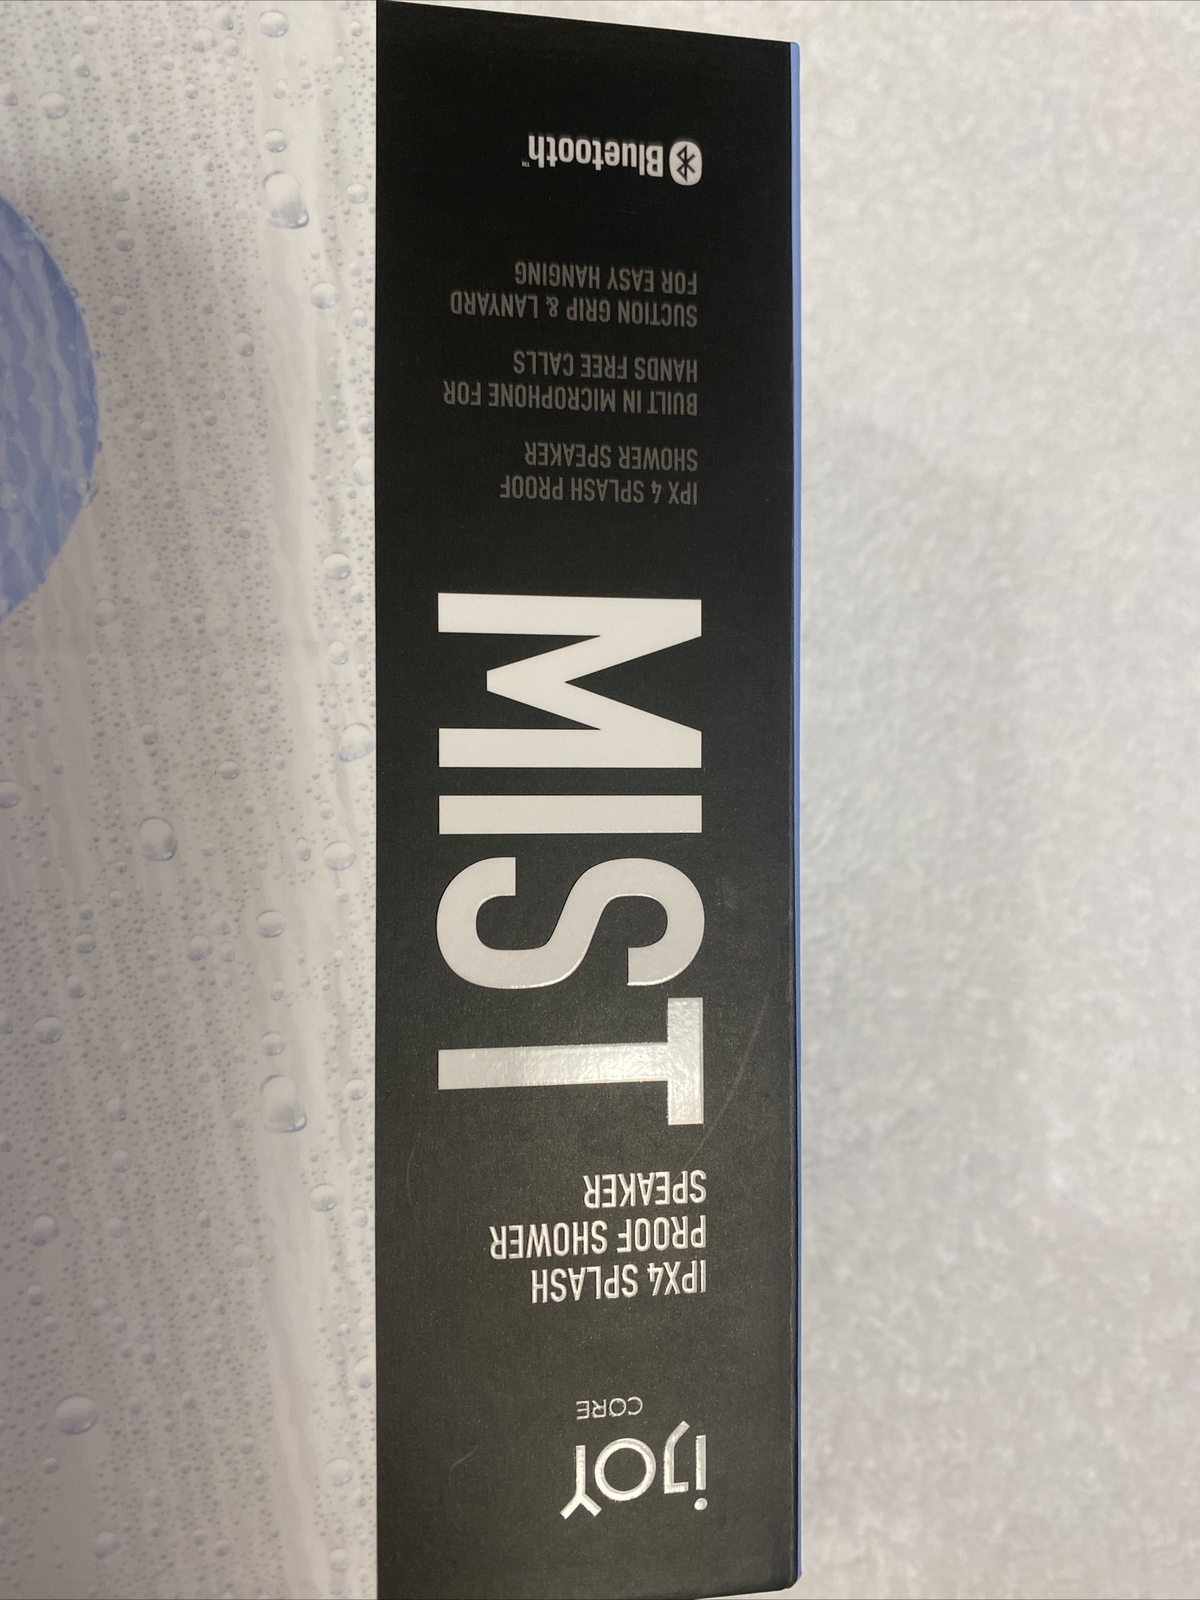 iJOY
CORE
IPX4 SPLASH
PROOF SHOWER
SPEAKER
MIST
IPX 4 SPLASH PROOF
SHOWER SPEAKER
BUILT IN MICROPHONE FOR
HANDS FREE CALLS
SUCTION GRIP & LANYARD
FOR EASY HANGING
Bluetooth™